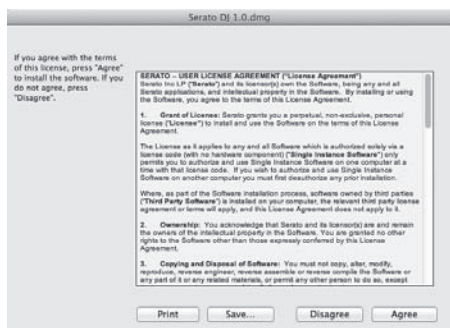 Serato DJ 1.0.dmg
If you agree with the terms
of this license, press "Agree"
to install the software. If you
do not agree, press
"Disagree".
SERATO – USER LICENSE AGREEMENT ("License Agreement")
Serato Inc LP ("Serato") and its licensor(s) own the Software, being any and all
Serato applications, and intellectual property in the Software. By installing or using
the Software, you agree to the terms of this License Agreement.
1. Grant of License: Serato grants you a perpetual, non-exclusive, personal
license ("License") to install and use the Software on the terms of this License
Agreement.
The License as it applies to any and all Software which is authorized solely via a
license code (with no hardware component) ("Single Instance Software") only
permits you to authorize and use Single Instance Software on one computer at a
time with that license code. If you wish to authorize and use Single Instance
Software on another computer you must first deauthorize any prior installation.
Where, as part of the Software installation process, software owned by third parties
("Third Party Software") is installed on your computer, the relevant third party license
agreement or terms will apply, and this License Agreement does not apply to it.
2. Ownership: You acknowledge that Serato and its licensor(s) are and remain
the owners of the intellectual property in the Software. You are granted no other
rights to the Software other than those expressly conferred by this License
Agreement.
3. Copying and Disposal of Software: You must not copy, alter, modify,
reproduce, reverse engineer, reverse assemble or reverse compile the Software or
any part of it or any related materials, or permit any other person to do so, except
Print
Save...
Disagree
Agree